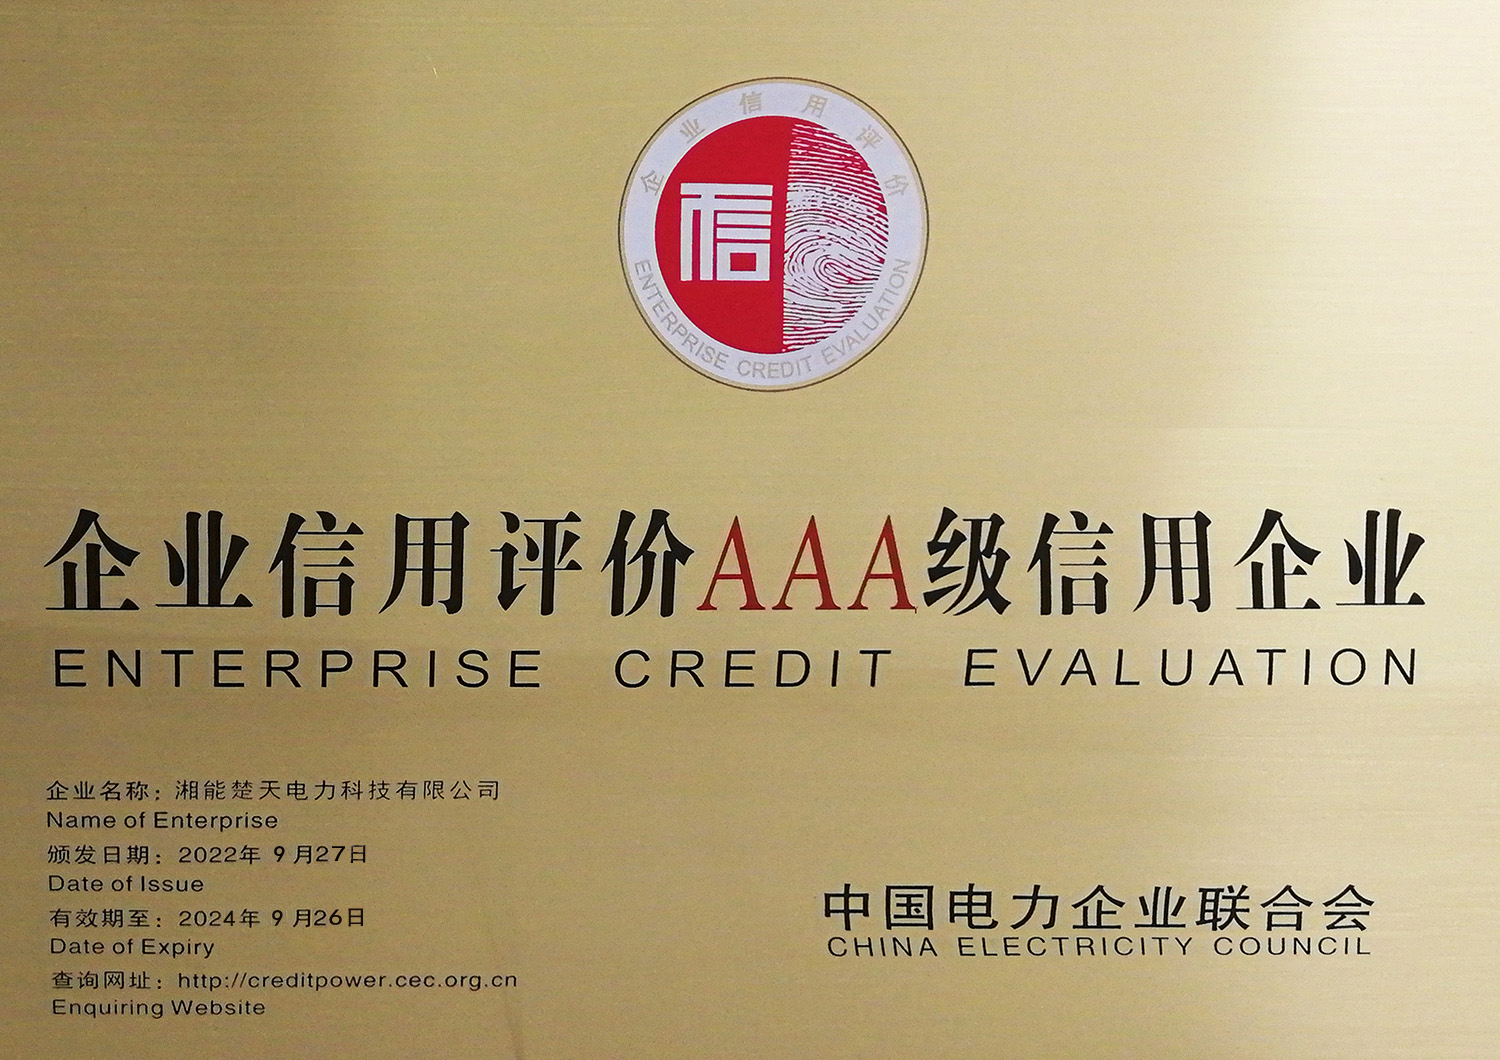 企业信用评价
信
ENTERPRISE CREDIT EVALUATION
企业信用评价AAA级信用企业
ENTERPRISE CREDIT EVALUATION
企业名称：湘能楚天电力科技有限公司
Name of Enterprise
颁发日期：2022年 9 月27日
Date of Issue
有效期至：2024年 9 月26日
Date of Expiry
查询网址：http://creditpower.cec.org.cn
Enquiring Website
中国电力企业联合会
CHINA ELECTRICITY COUNCIL